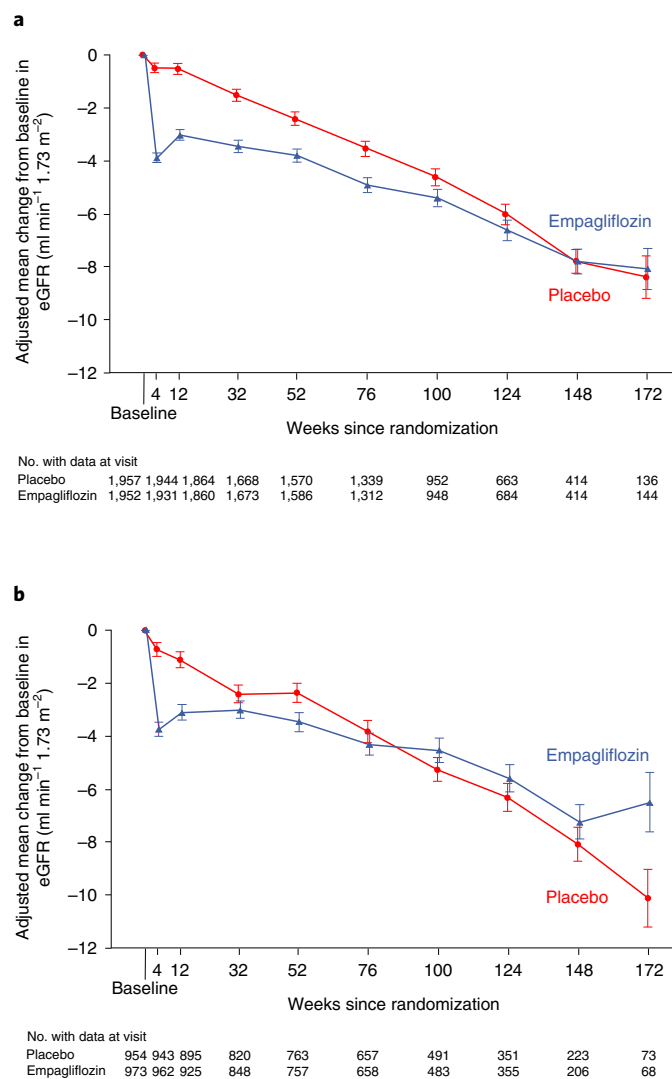 a
Adjusted mean change from baseline in
eGFR (ml min⁻¹ 1.73 m⁻²)
0
–2
–4
–6
–8
–10
–12
Empagliflozin
Placebo
4 12 32 52 76 100 124 148 172
Baseline
Weeks since randomization
No. with data at visit
Placebo 1,957 1,944 1,864 1,668 1,570 1,339 952 663 414 136
Empagliflozin 1,952 1,931 1,860 1,673 1,586 1,312 948 684 414 144
b
Adjusted mean change from baseline in
eGFR (ml min⁻¹ 1.73 m⁻²)
0
–2
–4
–6
–8
–10
–12
Empagliflozin
Placebo
4 12 32 52 76 100 124 148 172
Baseline
Weeks since randomization
No. with data at visit
Placebo 954 943 895 820 763 657 491 351 223 73
Empagliflozin 973 962 925 848 757 658 483 355 206 68